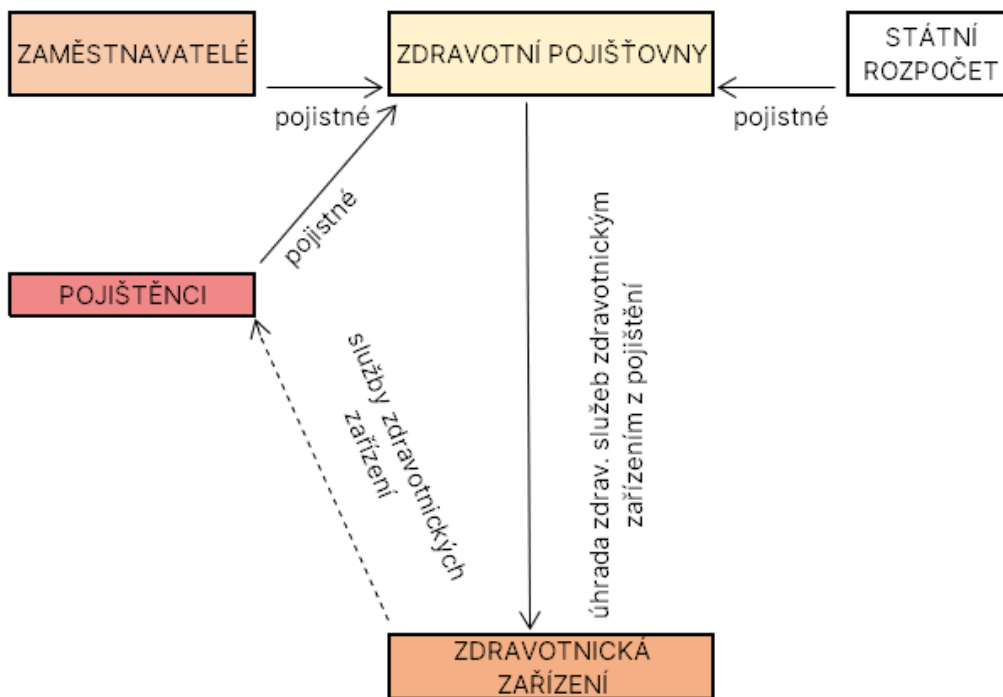 ZAMĚSTNAVATELÉ
ZDRAVOTNÍ POJIŠŤOVNY
STÁTNÍ
ROZPOČET
pojistné
pojistné
pojistné
POJIŠTĚNCI
služby zdravotnických
zařízení
úhrada zdrav. služeb zdravotnickým
zařízením z pojištění
ZDRAVOTNICKÁ
ZAŘÍZENÍ